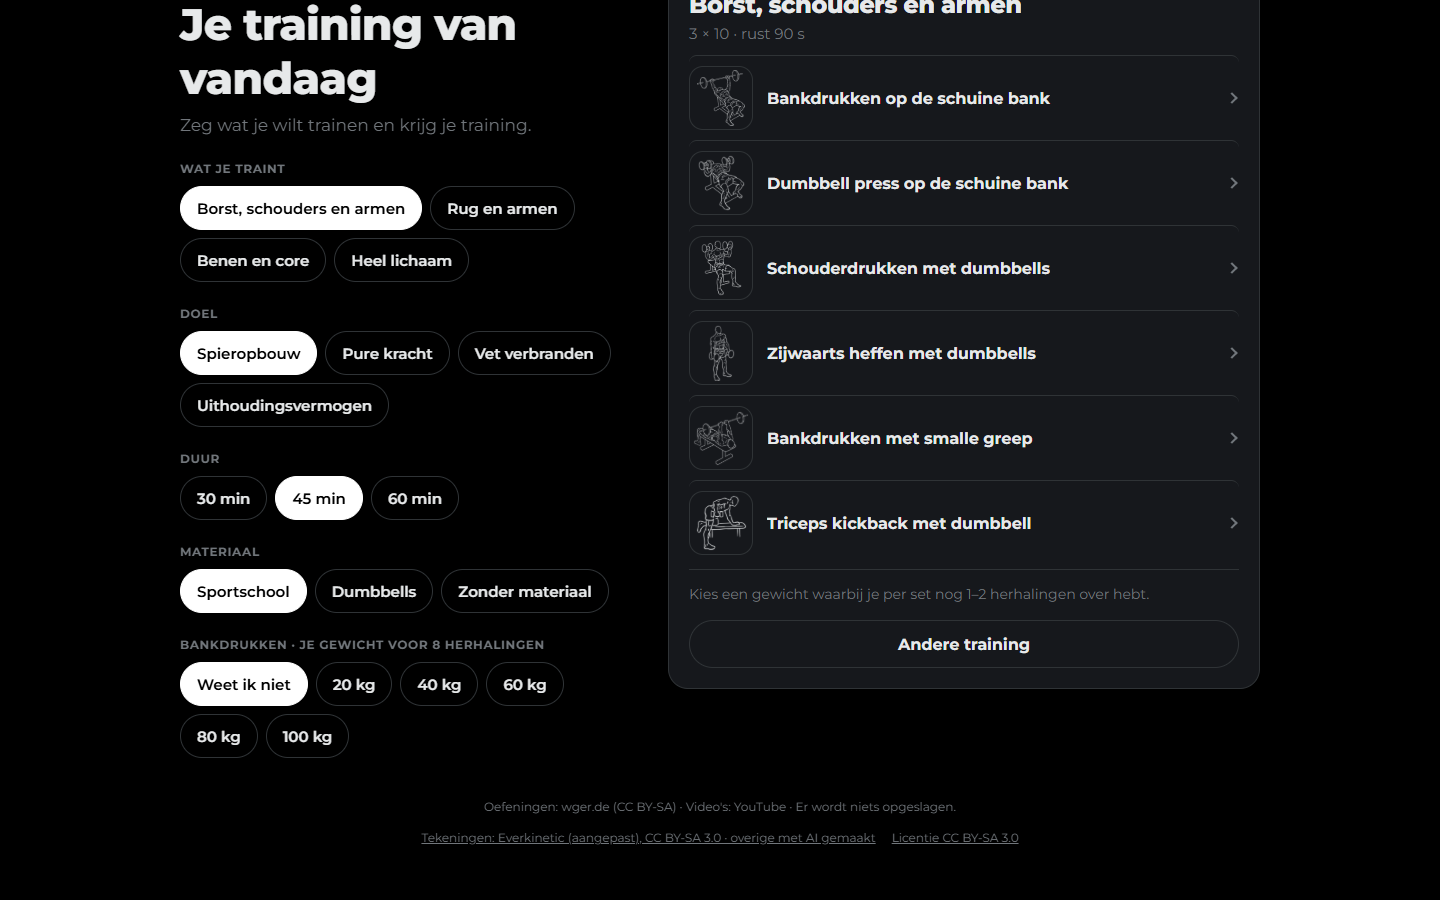 Je training van
vandaag
Zeg wat je wilt trainen en krijg je training.
WAT JE TRAINT
Borst, schouders en armen
Rug en armen
Benen en core
Heel lichaam
DOEL
Spieropbouw
Pure kracht
Vet verbranden
Uithoudingsvermogen
DUUR
30 min
45 min
60 min
MATERIAAL
Sportschool
Dumbbells
Zonder materiaal
BANKDRUKKEN · JE GEWICHT VOOR 8 HERHALINGEN
Weet ik niet
20 kg
40 kg
60 kg
80 kg
100 kg
Borst, schouders en armen
3 × 10 · rust 90 s
Bankdrukken op de schuine bank
Dumbbell press op de schuine bank
Schouderdrukken met dumbbells
Zijwaarts heffen met dumbbells
Bankdrukken met smalle greep
Triceps kickback met dumbbell
Kies een gewicht waarbij je per set nog 1–2 herhalingen over hebt.
Andere training
Oefeningen: wger.de (CC BY-SA) · Video's: YouTube · Er wordt niets opgeslagen.
Tekeningen: Everkinetic (aangepast), CC BY-SA 3.0 · overige met AI gemaakt
Licentie CC BY-SA 3.0